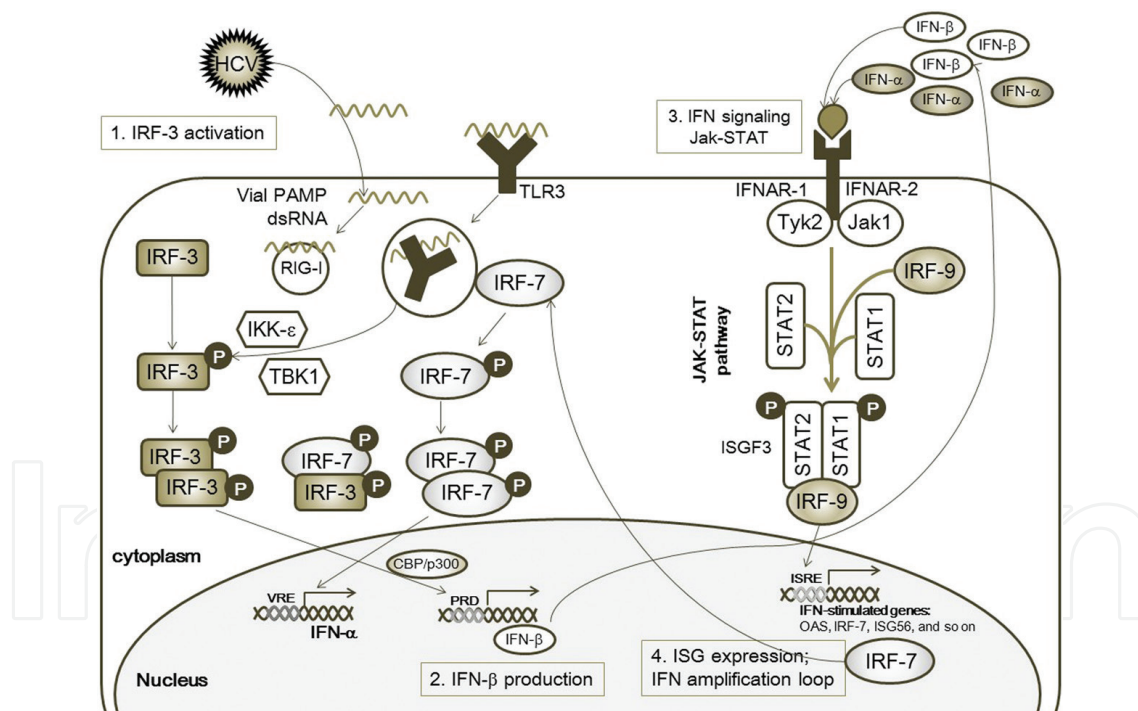 HCV
1. IRF-3 activation
Vial PAMP
dsRNA
RIG-I
TLR3
IRF-3
IKK-ε
TBK1
IRF-3
P
IRF-3
P
IRF-3
P
IRF-7
IRF-7
P
IRF-7
P
IRF-3
P
IRF-7
P
IRF-7
P
cytoplasm
CBP/p300
VRE
IFN-α
PRD
IFN-β
Nucleus
2. IFN-β production
3. IFN signaling
Jak-STAT
IFN-β
IFN-β
IFN-β
IFN-α
IFN-α
IFN-α
IFNAR-1
IFNAR-2
Tyk2
Jak1
IRF-9
STAT2
STAT1
JAK-STAT
pathway
P
P
ISGF3
STAT2
STAT1
IRF-9
ISRE
IFN-stimulated genes:
OAS, IRF-7, ISG56, and so on
4. ISG expression;
IFN amplification loop
IRF-7